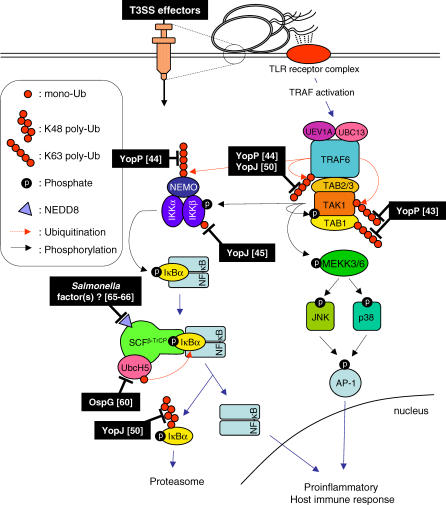 T3SS effectors
TLR receptor complex
TRAF activation
: mono-Ub
: K48 poly-Ub
: K63 poly-Ub
P : Phosphate
: NEDD8
: Ubiquitination
: Phosphorylation
YopP [44]
NEMO
IKKα
IKKβ
P
YopJ [45]
YopP [44]
YopJ [50]
UEV1A
UBC13
TRAF6
TAB2/3
TAK1
TAB1
P
P
YopP [43]
P
MEKK3/6
P
JNK
P
p38
P
AP-1
P
IκBα
NFκB
Salmonella
factor(s) ? [65-66]
SCFβ-TrCP
P
IκBα
NFκB
UbcH5
OspG [60]
YopJ [50]
P
IκBα
NFκB
nucleus
Proteasome
Proinflammatory
Host immune response